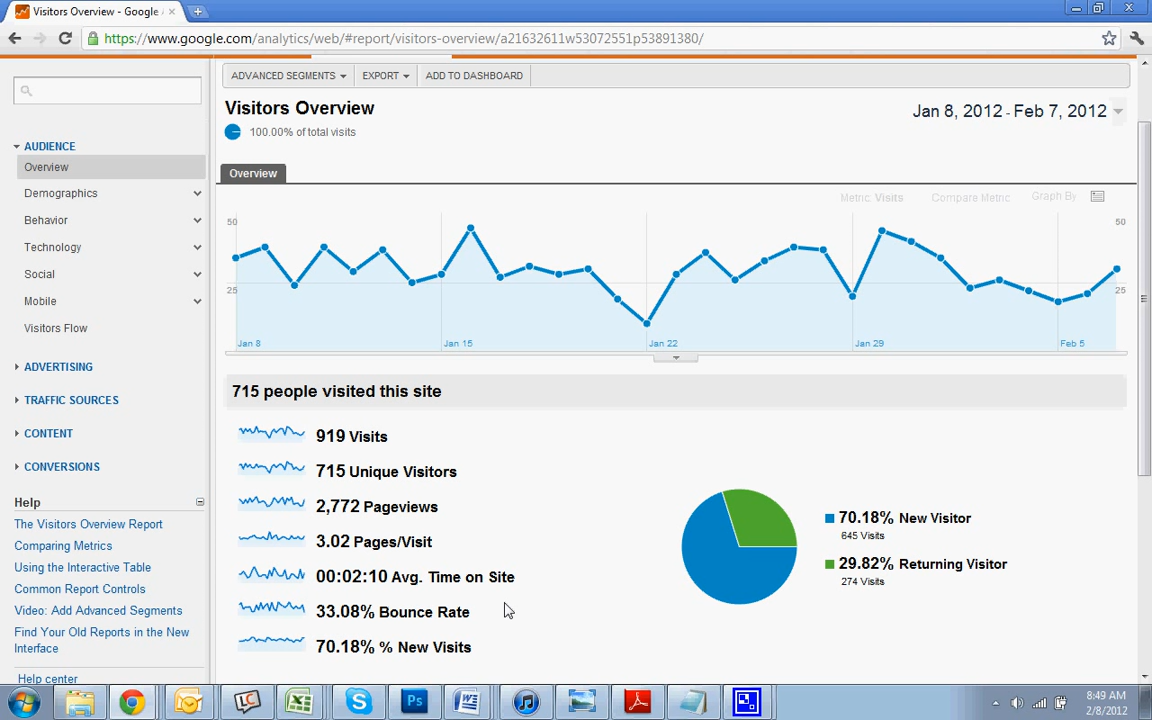 Visitors Overview - Google
https://www.google.com/analytics/web/#report/visitors-overview/a21632611w53072551p53891380/
ADVANCED SEGMENTS
EXPORT
ADD TO DASHBOARD
Visitors Overview
Jan 8, 2012 - Feb 7, 2012
100.00% of total visits
AUDIENCE
Overview
Demographics
Behavior
Technology
Social
Mobile
Visitors Flow
ADVERTISING
TRAFFIC SOURCES
CONTENT
CONVERSIONS
Help
The Visitors Overview Report
Comparing Metrics
Using the Interactive Table
Common Report Controls
Video: Add Advanced Segments
Find Your Old Reports in the New
Interface
Help center
Overview
Metric: Visits
Compare Metric
Graph By
50
50
25
25
Jan 8
Jan 15
Jan 22
Jan 29
Feb 5
715 people visited this site
919 Visits
715 Unique Visitors
2,772 Pageviews
3.02 Pages/Visit
00:02:10 Avg. Time on Site
33.08% Bounce Rate
70.18% % New Visits
70.18% New Visitor
645 Visits
29.82% Returning Visitor
274 Visits
LC
S
Ps
W
8:49 AM
2/8/2012